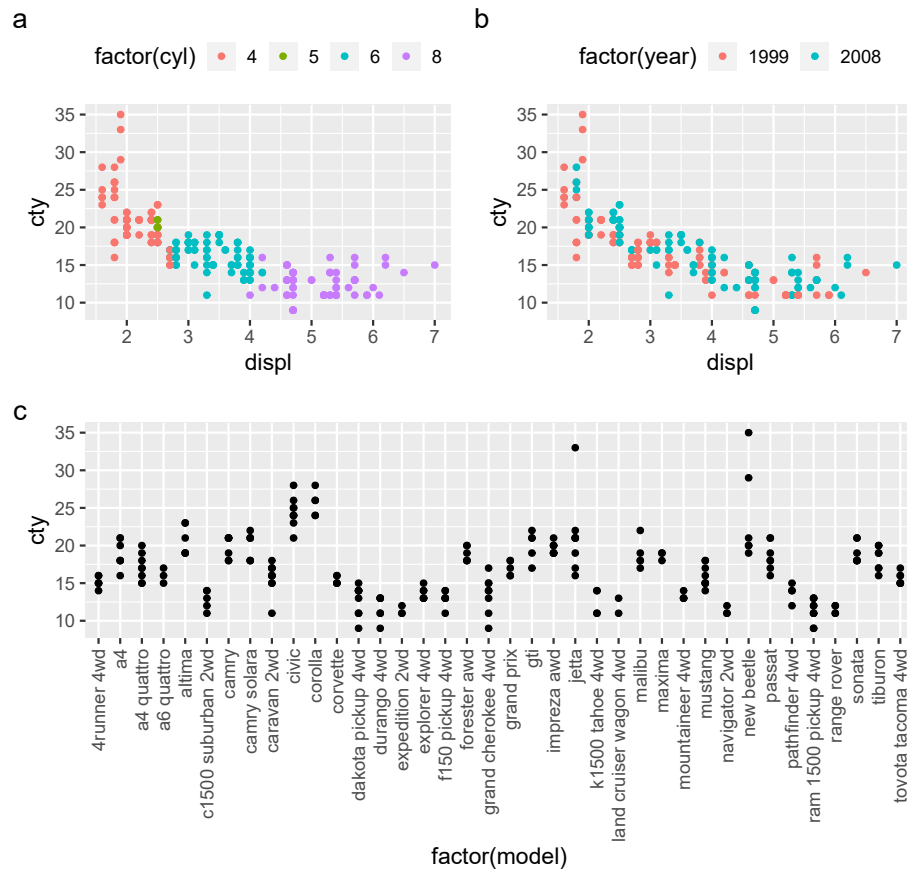 a
factor(cyl) 4 5 6 8
35
30
25
20
15
10
cty
2 3 4 5 6 7
displ
b
factor(year) 1999 2008
35
30
25
20
15
10
cty
2 3 4 5 6 7
displ
c
35
30
25
20
15
10
cty
4runner 4wd
a4
a4 quattro
a6 quattro
altima
c1500 suburban 2wd
camry
camry solara
caravan 2wd
civic
corolla
corvette
dakota pickup 4wd
durango 4wd
expedition 2wd
explorer 4wd
f150 pickup 4wd
forester awd
grand cherokee 4wd
grand prix
gti
impreza awd
jetta
k1500 tahoe 4wd
land cruiser wagon 4wd
malibu
maxima
mountaineer 4wd
mustang
navigator 2wd
new beetle
passat
pathfinder 4wd
ram 1500 pickup 4wd
range rover
sonata
tiburon
toyota tacoma 4wd
factor(model)